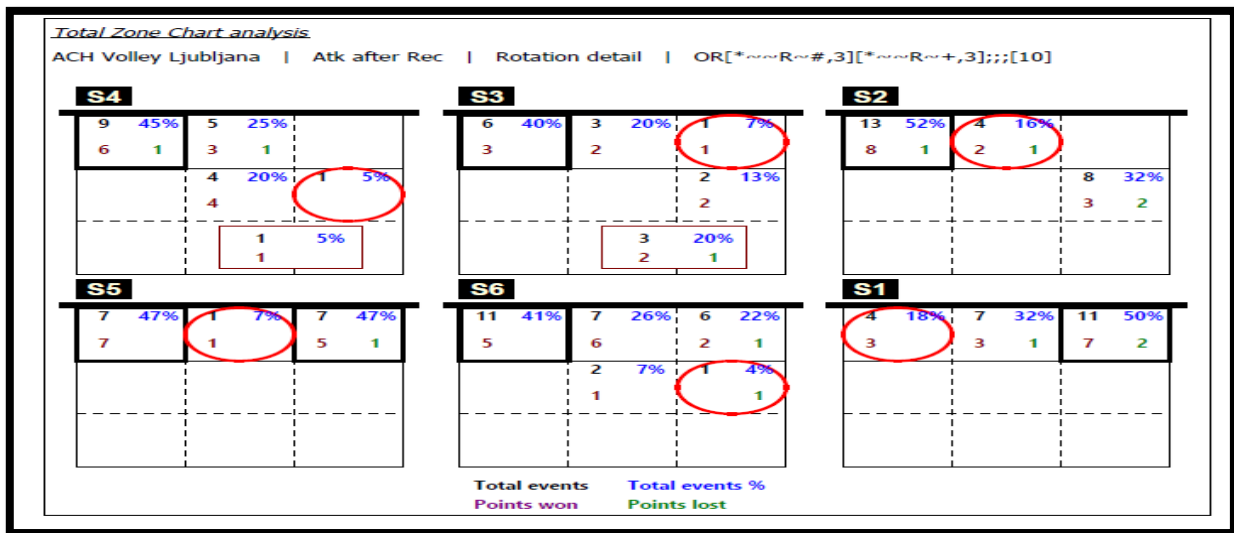 Total Zone Chart analysis
ACH Volley Ljubljana | Atk after Rec | Rotation detail | OR[*~~R~#,3][*~~R~+,3];;;[10]
S4 S3 S2
9 45% 5 25% 6 40% 3 20% 1 7% 13 52% 4 16%
6 1 3 1 3 2 1 8 1 2 1
4 20% 1 5% 2 13% 8 32%
4 2 3 2
1 5% 3 20%
1 2 1
S5 S6 S1
7 47% 1 7% 7 47% 11 41% 7 26% 6 22% 4 18% 7 32% 11 50%
7 1 5 1 5 6 2 1 3 3 1 7 2
2 7% 1 4%
1 1
Total events Total events %
Points won Points lost